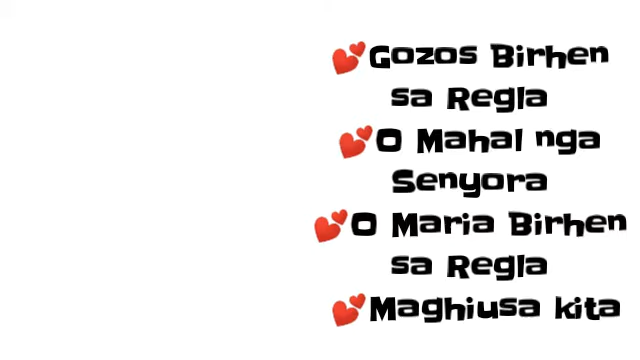 💕Gozos Birhen
sa Regla
💕O Mahal nga
Senyora
💕O Maria Birhen
sa Regla
💕Maghiusa kita